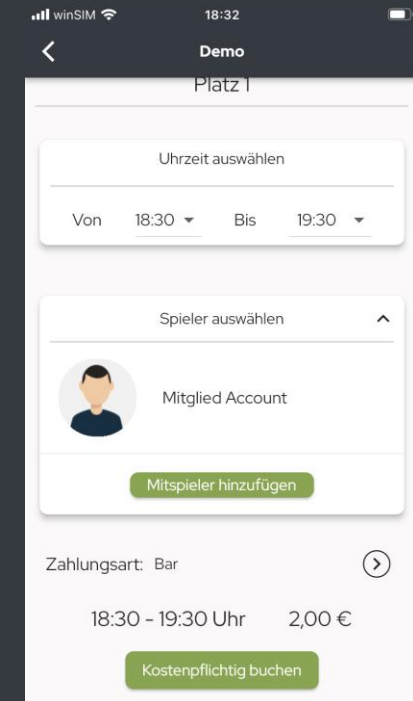 winSIM 18:32
Demo
Platz 1
Uhrzeit auswählen
Von 18:30 Bis 19:30
Spieler auswählen
Mitglied Account
Mitspieler hinzufügen
Zahlungsart: Bar
18:30 - 19:30 Uhr 2,00 €
Kostenpflichtig buchen